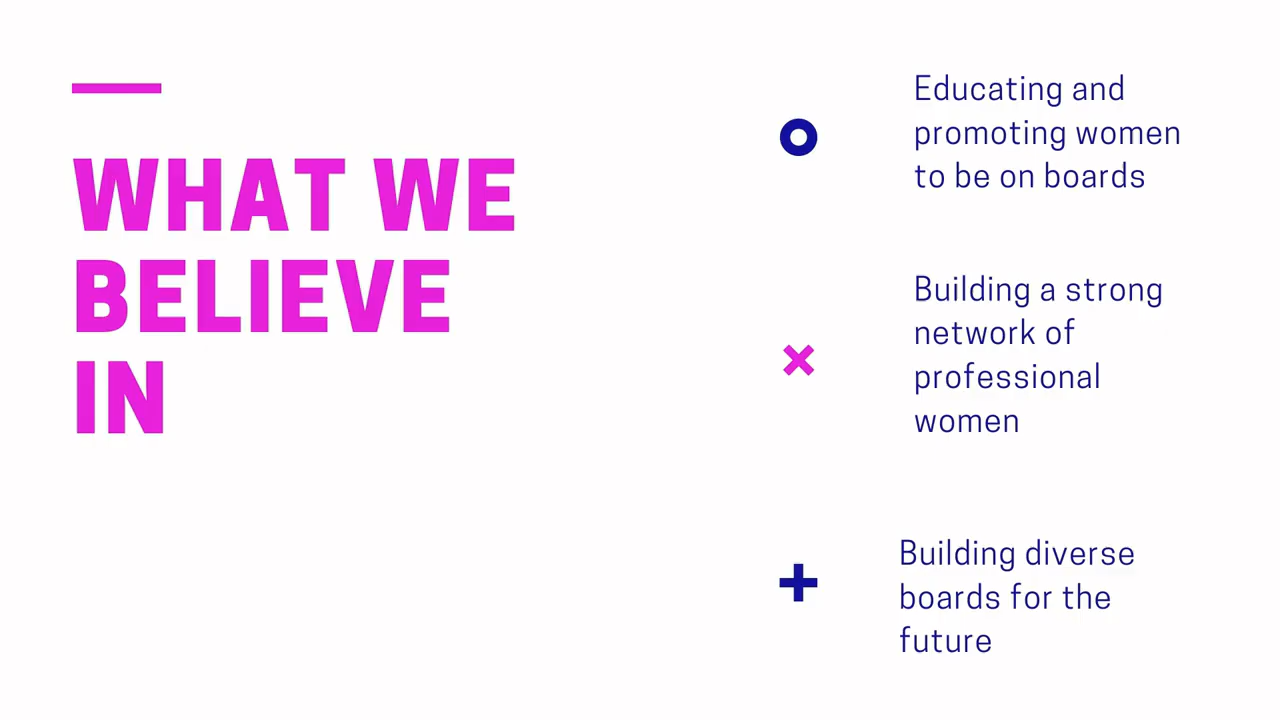 WHAT WE
BELIEVE
IN
Educating and
promoting women
to be on boards
Building a strong
network of
professional
women
Building diverse
boards for the
future